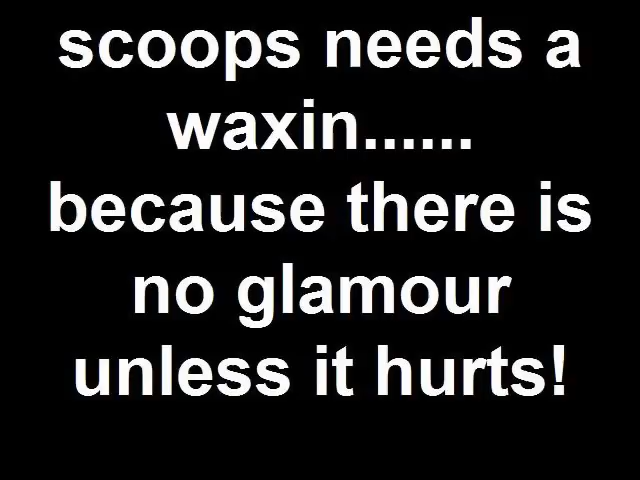 scoops needs a
waxin......
because there is
no glamour
unless it hurts!